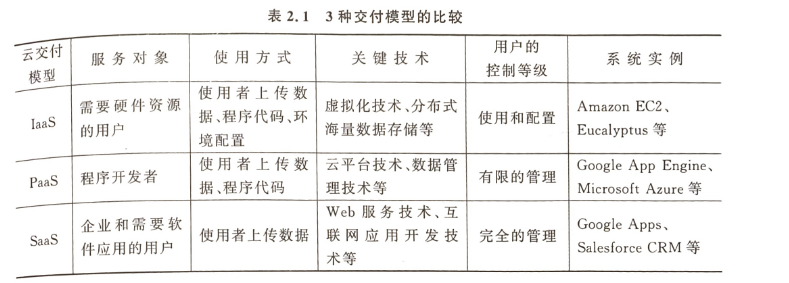 表 2.1 3 种交付模型的比较
云交付
模型
服务对象
使用方式
关键技术
用户的
控制等级
系统实例
IaaS
需要硬件资源
的用户
使用者上传数
据、程序代码、环
境配置
虚拟化技术、分布式
海量数据存储等
使用和配置
Amazon EC2、
Eucalyptus 等
PaaS
程序开发者
使用者上传数
据、程序代码
云平台技术、数据管
理技术等
有限的管理
Google App Engine、
Microsoft Azure 等
SaaS
企业和需要软
件应用的用户
使用者上传数据
Web 服务技术、互
联网应用开发技
术等
完全的管理
Google Apps、
Salesforce CRM 等